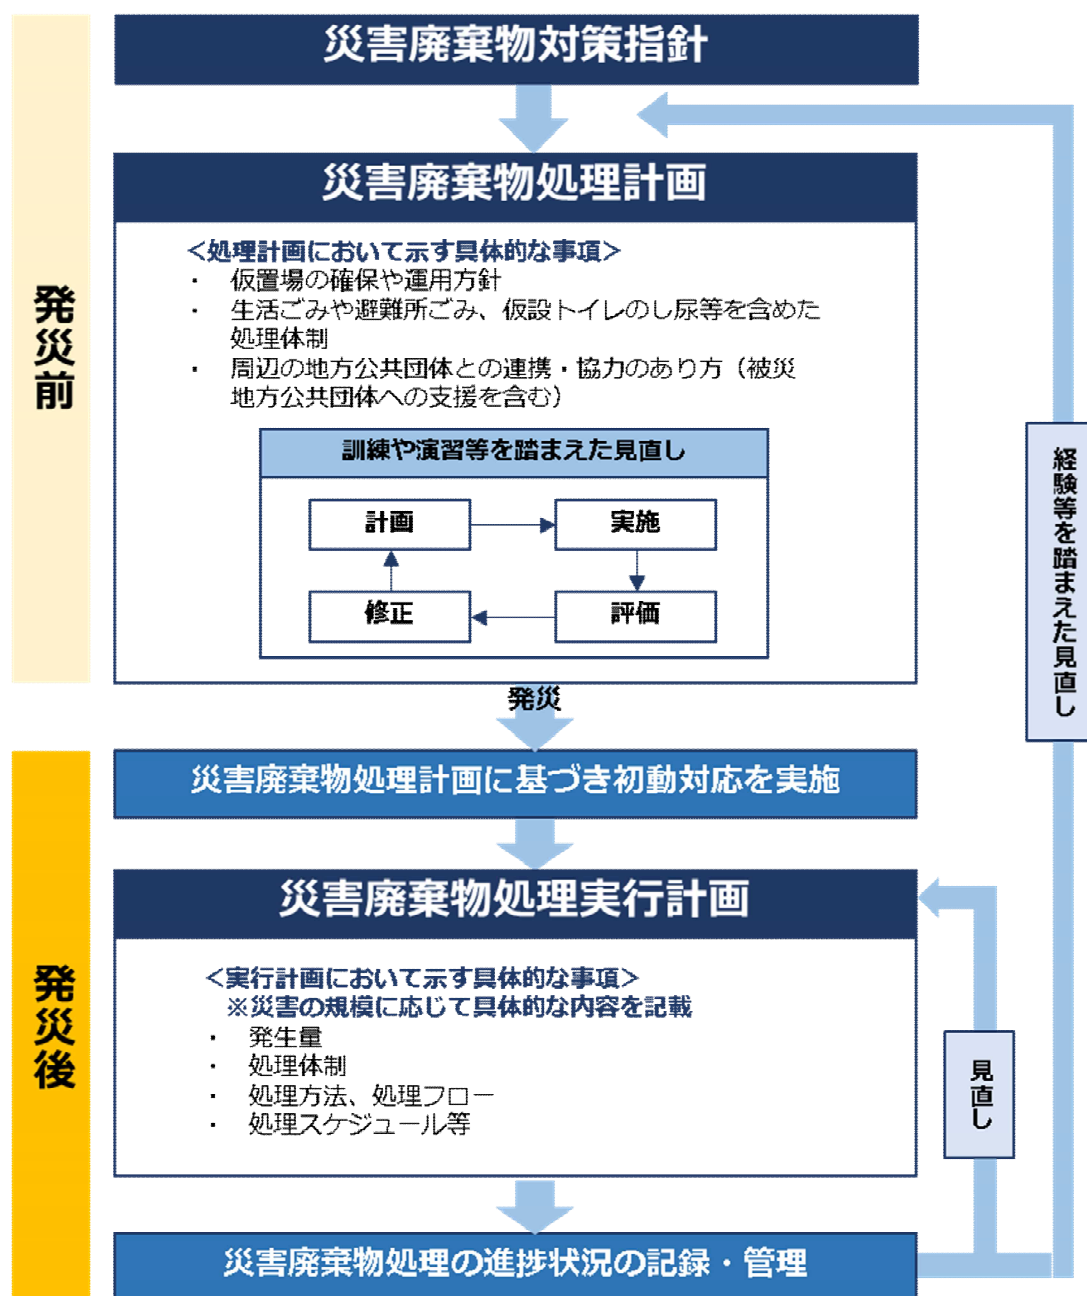 災害廃棄物対策指針
発災前
災害廃棄物処理計画
＜処理計画において示す具体的な事項＞
・ 仮置場の確保や運用方針
・ 生活ごみや避難所ごみ、仮設トイレのし尿等を含めた
処理体制
・ 周辺の地方公共団体との連携・協力のあり方（被災
地方公共団体への支援を含む）
訓練や演習等を踏まえた見直し
計画
実施
修正
評価
経験等を踏まえた見直し
発災
発災後
災害廃棄物処理計画に基づき初動対応を実施
災害廃棄物処理実行計画
＜実行計画において示す具体的な事項＞
※災害の規模に応じて具体的な内容を記載
・ 発生量
・ 処理体制
・ 処理方法、処理フロー
・ 処理スケジュール等
見直し
災害廃棄物処理の進捗状況の記録・管理